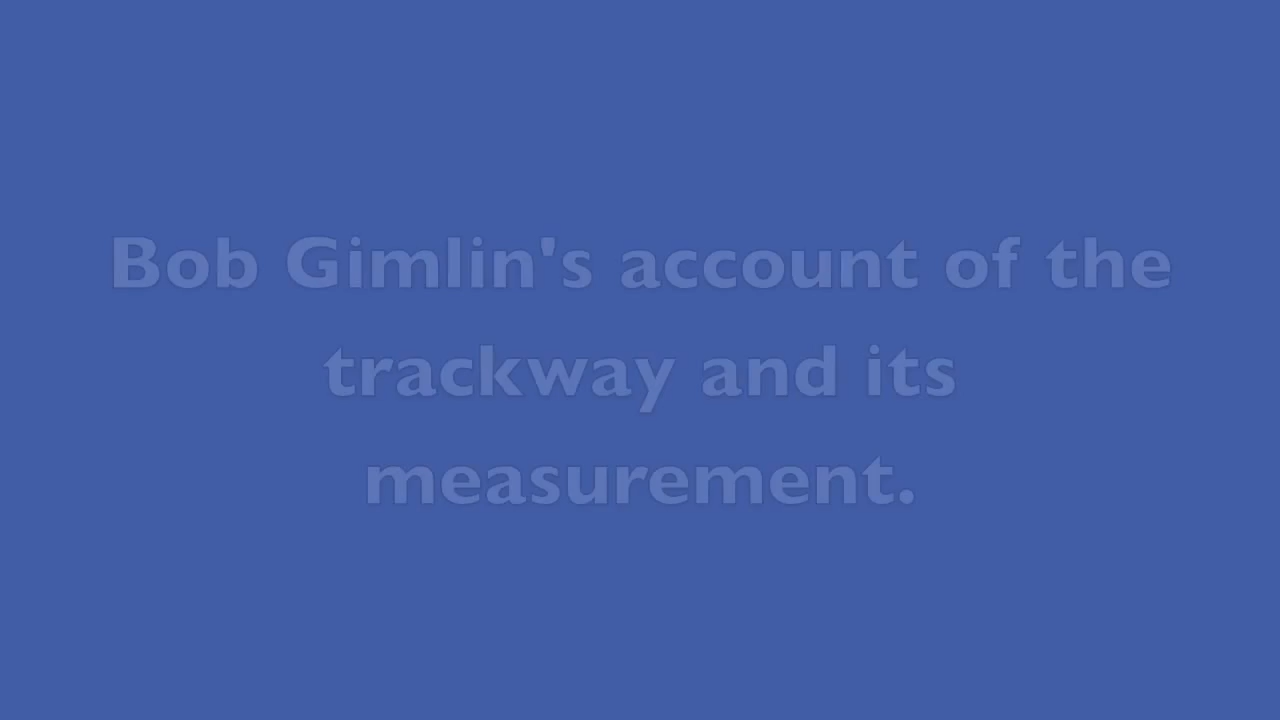 Bob Gimlin's account of the
trackway and its
measurement.